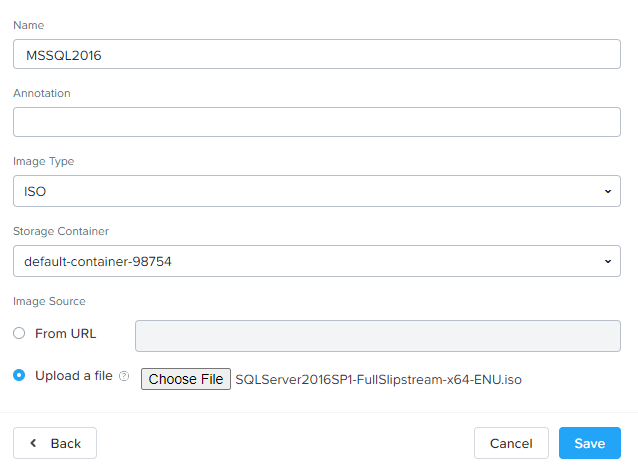 Name
MSSQL2016
Annotation
Image Type
ISO
Storage Container
default-container-98754
Image Source
From URL
Upload a file ? Choose File SQLServer2016SP1-FullSlipstream-x64-ENU.iso
Back Cancel Save